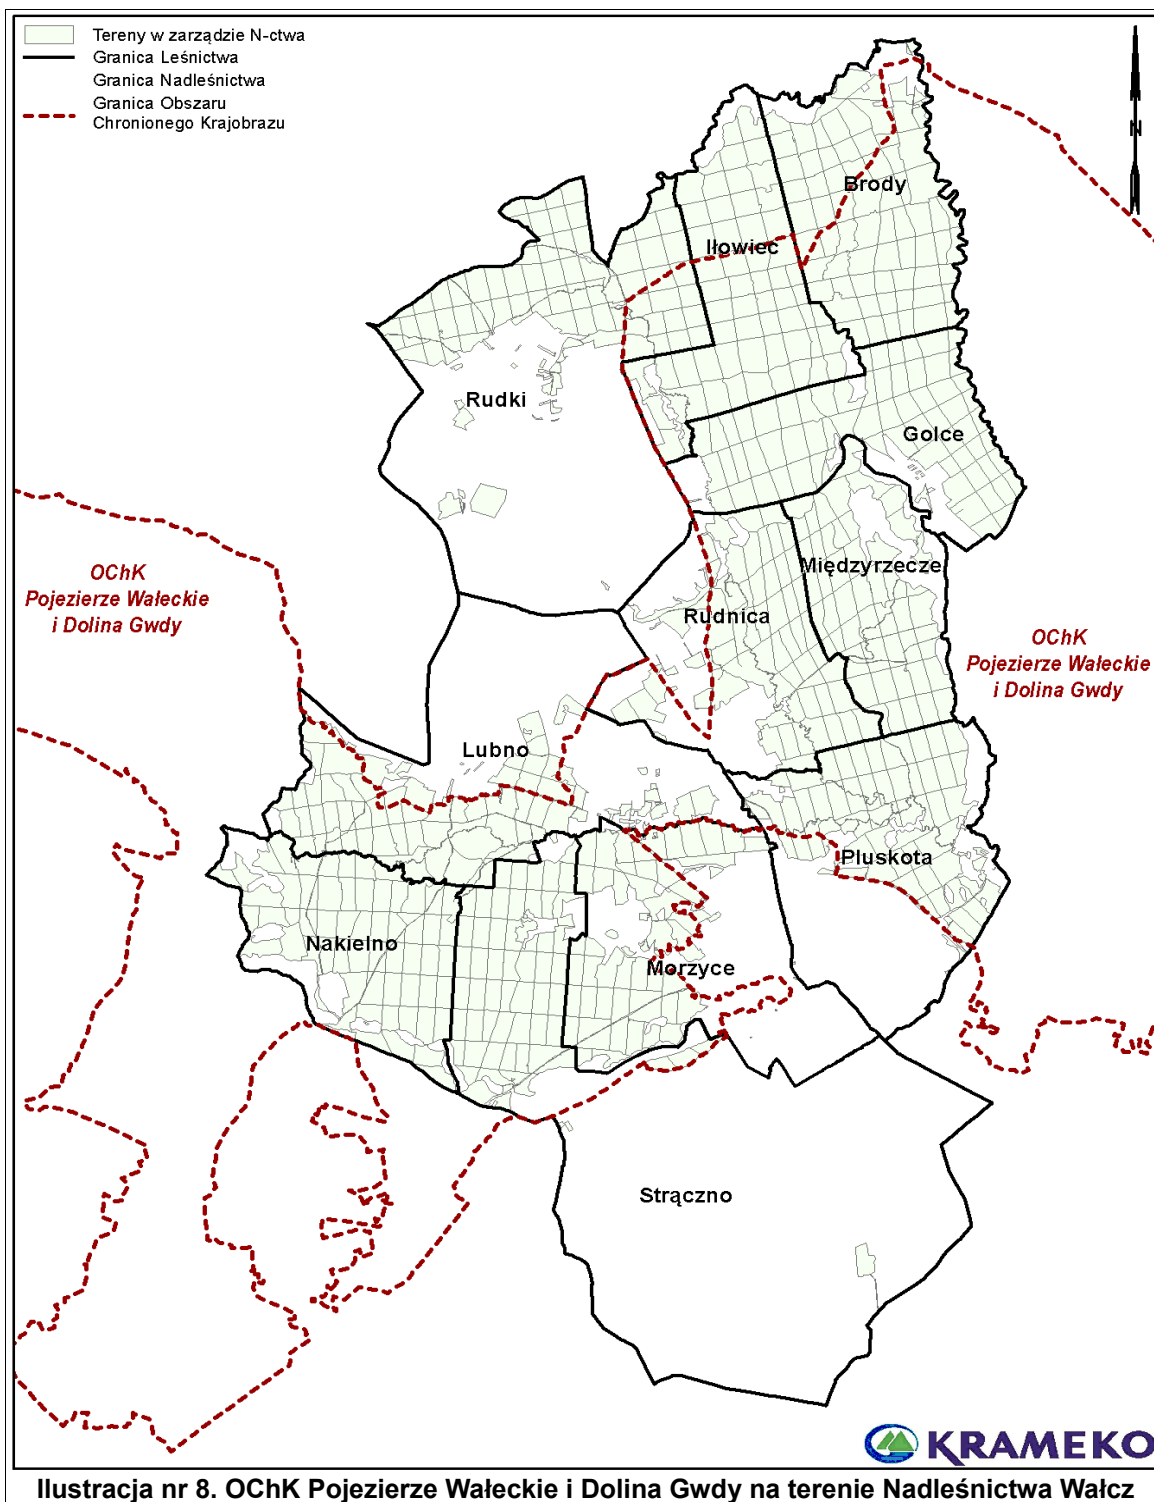 Tereny w zarządzie N-ctwa
Granica Leśnictwa
Granica Nadleśnictwa
Granica Obszaru
Chronionego Krajobrazu
N
Brody
Iłowiec
Rudki
Golce
Międzyrzecze
OChK
Pojezierze Wałeckie
i Dolina Gwdy
Rudnica
OChK
Pojezierze Wałeckie
i Dolina Gwdy
Lubno
Pluskota
Nakielno
Morzyce
Strączno
KRAMEKO
Ilustracja nr 8. OChK Pojezierze Wałeckie i Dolina Gwdy na terenie Nadleśnictwa Wałcz